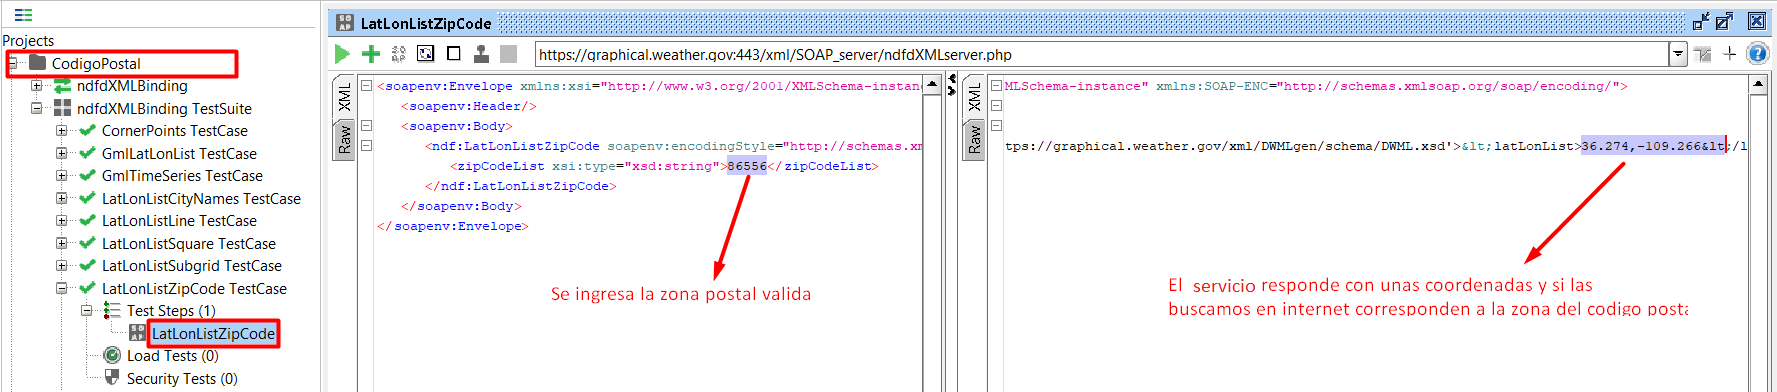 Projects
CodigoPostal
ndfdXMLBinding
ndfdXMLBinding TestSuite
CornerPoints TestCase
GmlLatLonList TestCase
GmlTimeSeries TestCase
LatLonListCityNames TestCase
LatLonListLine TestCase
LatLonListSquare TestCase
LatLonListSubgrid TestCase
LatLonListZipCode TestCase
Test Steps (1)
LatLonListZipCode
Load Tests (0)
Security Tests (0)
LatLonListZipCode
https://graphical.weather.gov:443/xml/SOAP_server/ndfdXMLserver.php
XML
Raw
<soapenv:Envelope xmlns:xsi="http://www.w3.org/2001/XMLSchema-instanc
<soapenv:Header/>
<soapenv:Body>
<ndf:LatLonListZipCode soapenv:encodingStyle="http://schemas.xm
<zipCodeList xsi:type="xsd:string">86556</zipCodeList>
</ndf:LatLonListZipCode>
</soapenv:Body>
</soapenv:Envelope>
Se ingresa la zona postal valida
XML
Raw
MLSchema-instance" xmlns:SOAP-ENC="http://schemas.xmlsoap.org/soap/encoding/">
tps://graphical.weather.gov/xml/DWMLgen/schema/DWML.xsd'>&lt;latLonList>36.274,-109.266&lt;/l
El servicio responde con unas coordenadas y si las
buscamos en internet corresponden a la zona del codigo posta